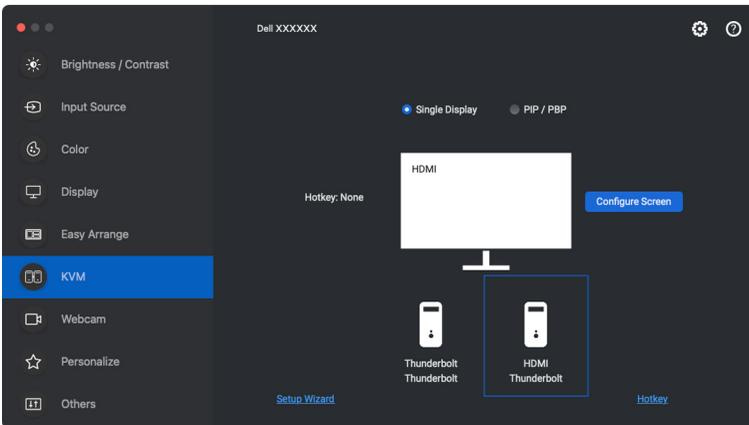 Dell XXXXXX
Brightness / Contrast
Input Source
Color
Display
Easy Arrange
KVM
Webcam
Personalize
Others
Single Display
PIP / PBP
Hotkey: None
HDMI
Configure Screen
Thunderbolt
Thunderbolt
HDMI
Thunderbolt
Setup Wizard
Hotkey